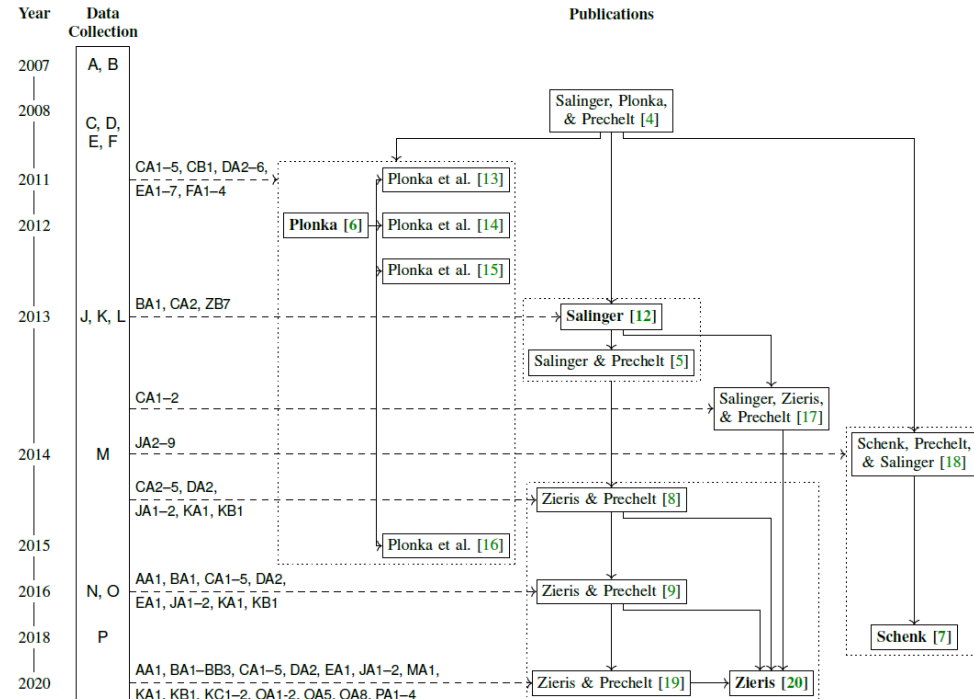 Year Data Collection Publications
2007 A, B
2008
Salinger, Plonka,
& Prechelt [4]
C, D,
E, F
CA1–5, CB1, DA2–6,
EA1–7, FA1–4
2011
Plonka et al. [13]
2012
Plonka [6]
Plonka et al. [14]
Plonka et al. [15]
BA1, CA2, ZB7
2013 J, K, L
Salinger [12]
Salinger & Prechelt [5]
CA1–2
Salinger, Zieris,
& Prechelt [17]
JA2–9
2014 M
Schenk, Prechelt,
& Salinger [18]
CA2–5, DA2,
JA1–2, KA1, KB1
Zieris & Prechelt [8]
2015
Plonka et al. [16]
AA1, BA1, CA1–5, DA2,
EA1, JA1–2, KA1, KB1
2016 N, O
Zieris & Prechelt [9]
2018 P
Schenk [7]
AA1, BA1–BB3, CA1–5, DA2, EA1, JA1–2, MA1,
KA1, KB1, KC1–2, OA1-2, OA5, OA8, PA1–4
2020
Zieris & Prechelt [19]
Zieris [20]